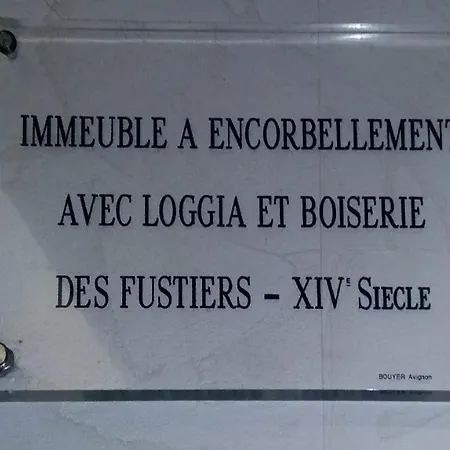 IMMEUBLE A ENCORBELLEMENT
AVEC LOGGIA ET BOISERIE
DES FUSTIERS – XIVᵉ SIECLE
BOUYER Avignon